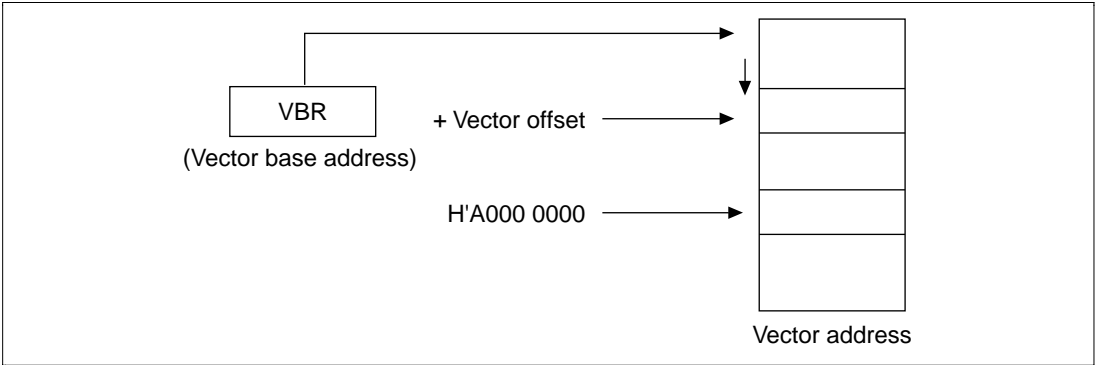 VBR
+ Vector offset
(Vector base address)
H'A000 0000
Vector address